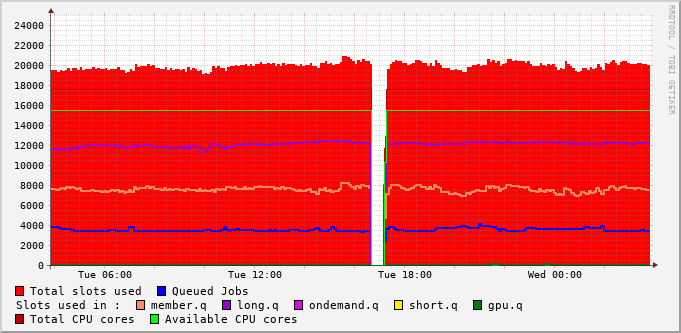 24000
22000
20000
18000
16000
14000
12000
10000
8000
6000
4000
2000
0
Tue 06:00 Tue 12:00 Tue 18:00 Wed 00:00
Total slots used Queued Jobs
Slots used in : member.q long.q ondemand.q short.q gpu.q
Total CPU cores Available CPU cores
RRDTOOL / TOBI OETIKER